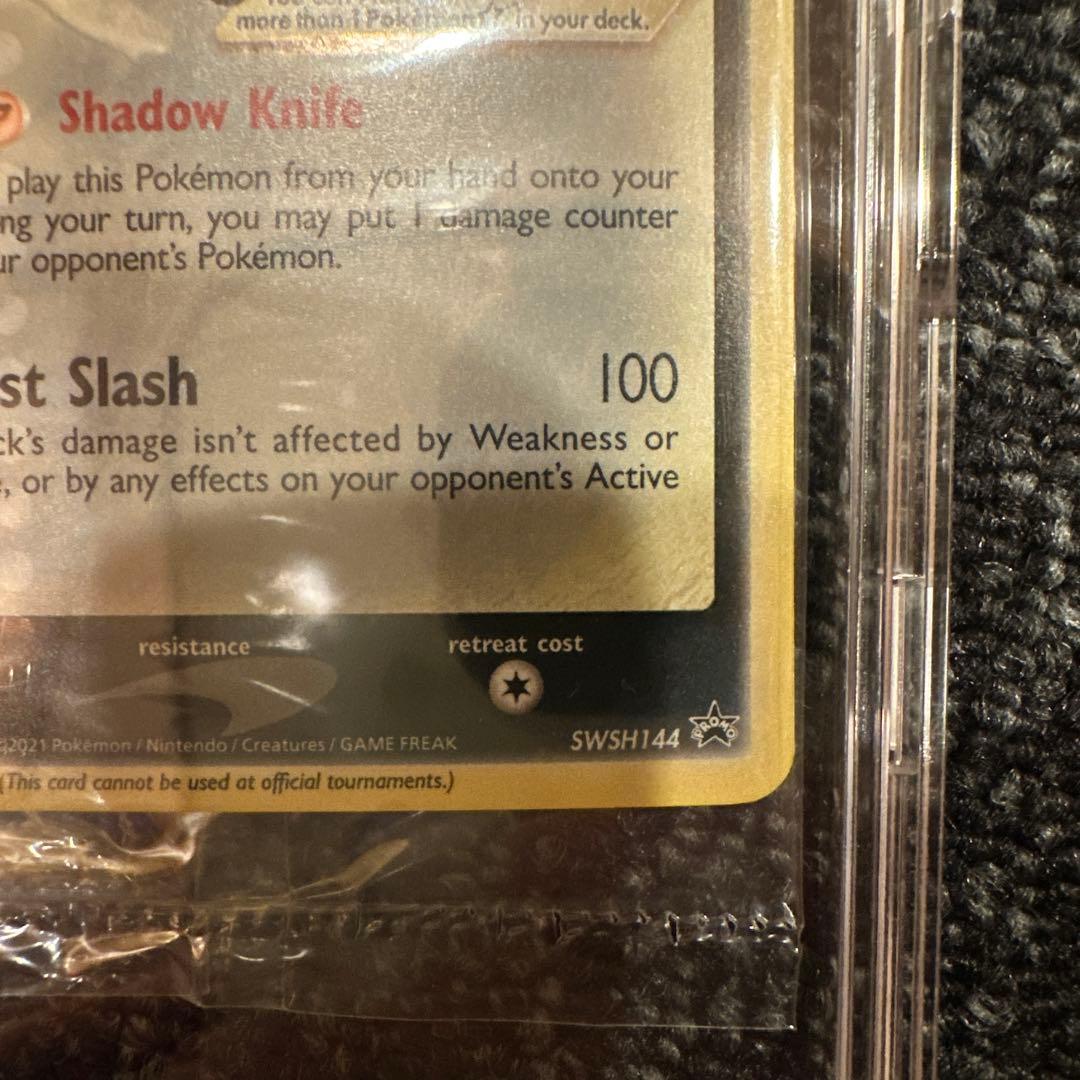 more than 1 Pokémon in your deck.
Shadow Knife
play this Pokémon from your hand onto your
ng your turn, you may put 1 damage counter
ur opponent's Pokémon.
st Slash
100
ck's damage isn't affected by Weakness or
e, or by any effects on your opponent's Active
resistance
retreat cost
2021 Pokémon / Nintendo / Creatures / GAME FREAK
SWSH144
PROMO
(This card cannot be used at official tournaments.)